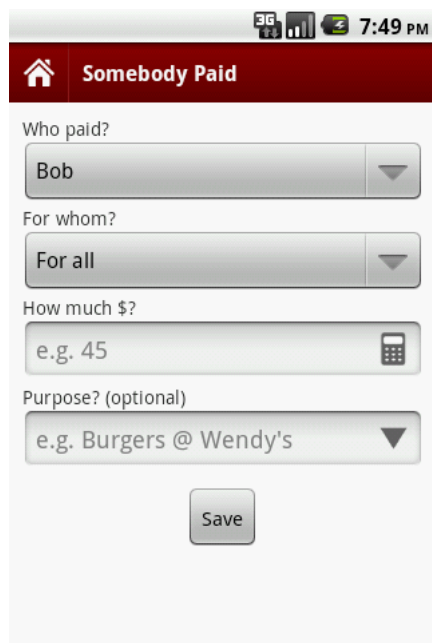 3G 7:49 PM
Somebody Paid
Who paid?
Bob
For whom?
For all
How much $?
e.g. 45
Purpose? (optional)
e.g. Burgers @ Wendy's
Save